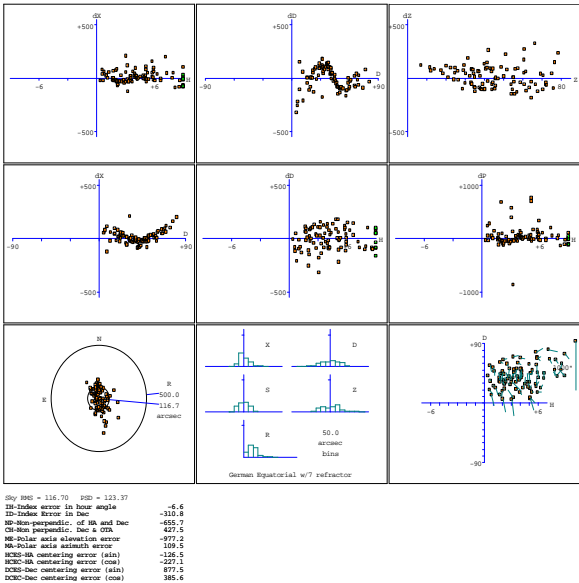 dX
+500
-6
+6
H
-500
dD
+500
-90
D
+90
-500
dZ
+500
Z
80
-500
dX
+500
-90
D
+90
-500
dD
+500
-6
+6
H
-500
dP
+1000
-6
+6
H
-1000
N
R
500.0
E
116.7
arcsec
X
D
S
Z
R
50.0
arcsec
bins
German Equatorial w/7 refractor
D
+90
-6
+6
H
-90
Sky RMS = 116.70 PSD = 123.37
IH-Index error in hour angle -6.6
ID-Index Error in Dec -310.8
NP-Non-perpendic. of HA and Dec -655.7
CH-Non perpendic. Dec & OTA 427.5
ME-Polar axis elevation error -977.2
MA-Polar axis azimuth error 109.5
HCES-HA centering error (sin) -126.5
HCEC-HA centering error (cos) -227.1
DCES-Dec centering error (sin) 877.5
DCEC-Dec centering error (cos) 385.6